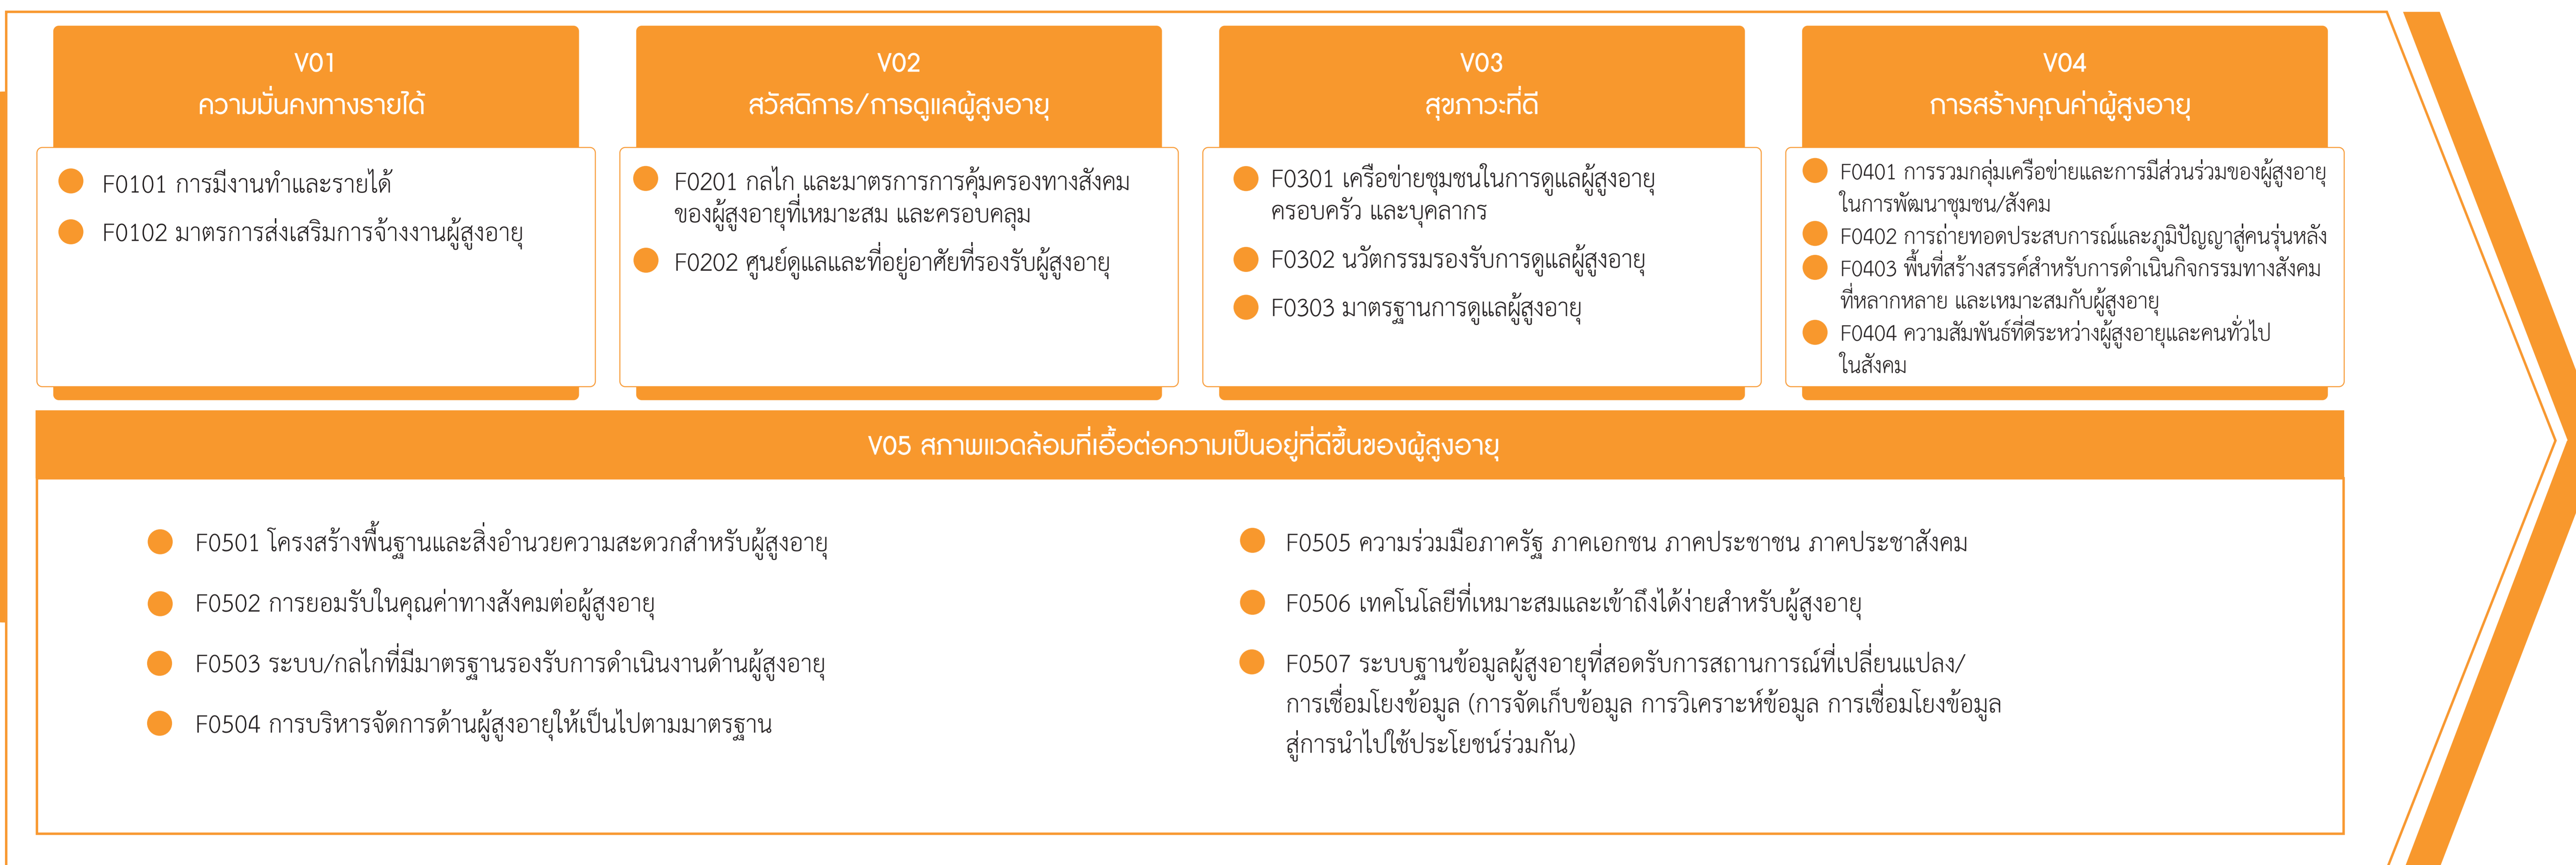 V01
ความมั่นคงทางรายได้
F0101 การมีงานทำและรายได้
F0102 มาตรการส่งเสริมการจ้างงานผู้สูงอายุ
V02
สวัสดิการ/การดูแลผู้สูงอายุ
F0201 กลไก และมาตรการการคุ้มครองทางสังคม
ของผู้สูงอายุที่เหมาะสม และครอบคลุม
F0202 ศูนย์ดูแลและที่อยู่อาศัยที่รองรับผู้สูงอายุ
V03
สุขภาวะที่ดี
F0301 เครือข่ายชุมชนในการดูแลผู้สูงอายุ
ครอบครัว และบุคลากร
F0302 นวัตกรรมรองรับการดูแลผู้สูงอายุ
F0303 มาตรฐานการดูแลผู้สูงอายุ
V04
การสร้างคุณค่าผู้สูงอายุ
F0401 การรวมกลุ่มเครือข่ายและการมีส่วนร่วมของผู้สูงอายุ
ในการพัฒนาชุมชน/สังคม
F0402 การถ่ายทอดประสบการณ์และภูมิปัญญาสู่คนรุ่นหลัง
F0403 พื้นที่สร้างสรรค์สำหรับการดำเนินกิจกรรมทางสังคม
ที่หลากหลาย และเหมาะสมกับผู้สูงอายุ
F0404 ความสัมพันธ์ที่ดีระหว่างผู้สูงอายุและคนทั่วไป
ในสังคม
V05 สภาพแวดล้อมที่เอื้อต่อความเป็นอยู่ที่ดีขึ้นของผู้สูงอายุ
F0501 โครงสร้างพื้นฐานและสิ่งอำนวยความสะดวกสำหรับผู้สูงอายุ
F0502 การยอมรับในคุณค่าทางสังคมต่อผู้สูงอายุ
F0503 ระบบ/กลไกที่มีมาตรฐานรองรับการดำเนินงานด้านผู้สูงอายุ
F0504 การบริหารจัดการด้านผู้สูงอายุให้เป็นไปตามมาตรฐาน
F0505 ความร่วมมือภาครัฐ ภาคเอกชน ภาคประชาชน ภาคประชาสังคม
F0506 เทคโนโลยีที่เหมาะสมและเข้าถึงได้ง่ายสำหรับผู้สูงอายุ
F0507 ระบบฐานข้อมูลผู้สูงอายุที่สอดรับการสถานการณ์ที่เปลี่ยนแปลง/
การเชื่อมโยงข้อมูล (การจัดเก็บข้อมูล การวิเคราะห์ข้อมูล การเชื่อมโยงข้อมูล
สู่การนำไปใช้ประโยชน์ร่วมกัน)